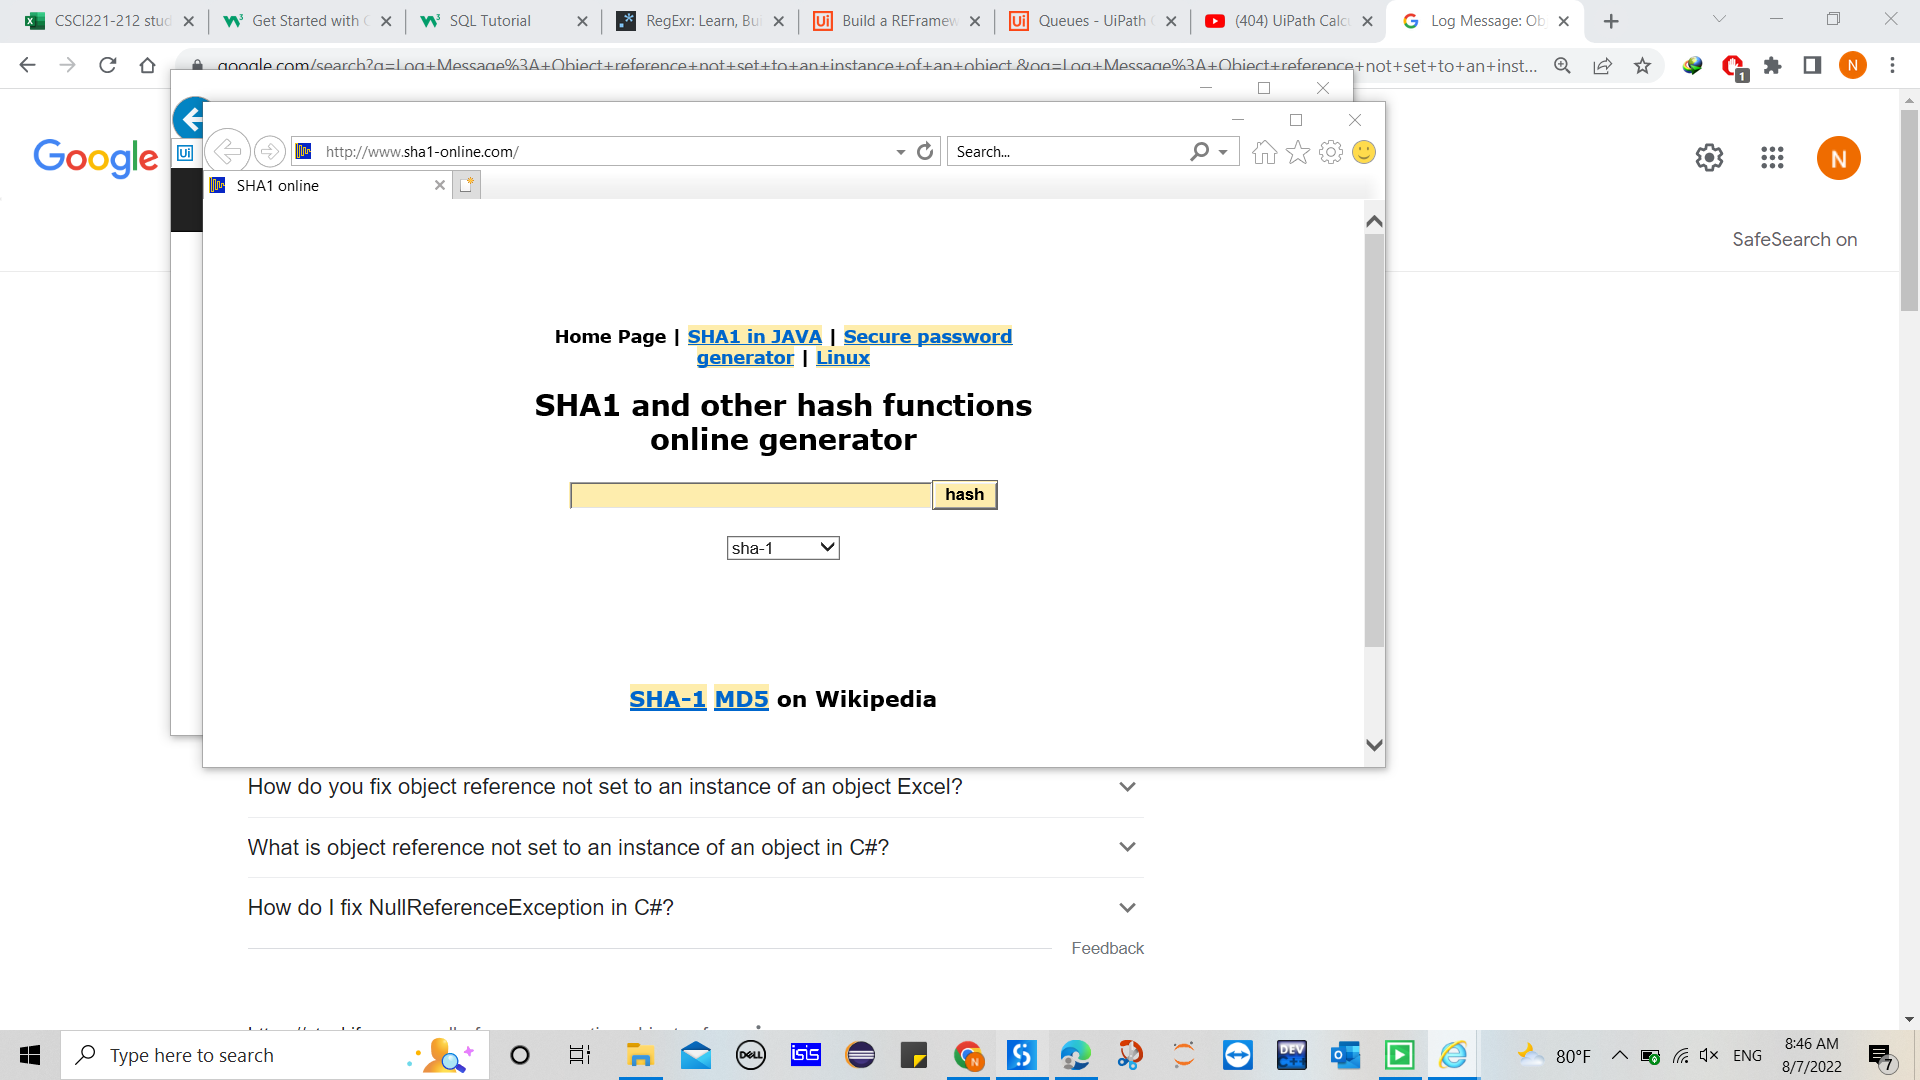 CSCI221-212 stud
Get Started with
SQL Tutorial
RegExr: Learn, Bui
Build a REFramew
Queues - UiPath
(404) UiPath Calc
Log Message: Ob
google.com/search?q=Log+Message%3A+Object+reference+not+set+to+an+instance+of+an+object.&oq=Log+Message%3A+Object+reference+not+set+to+an+inst...
1
N
Google
Ui
http://www.sha1-online.com/
Search...
SHA1 online
N
SafeSearch on
Home Page | SHA1 in JAVA | Secure password
generator | Linux
SHA1 and other hash functions
online generator
hash
sha-1
SHA-1 MD5 on Wikipedia
How do you fix object reference not set to an instance of an object Excel?
What is object reference not set to an instance of an object in C#?
How do I fix NullReferenceException in C#?
Feedback
Type here to search
DELL
isis
DEV
C++
80°F
ENG
8:46 AM
8/7/2022
7